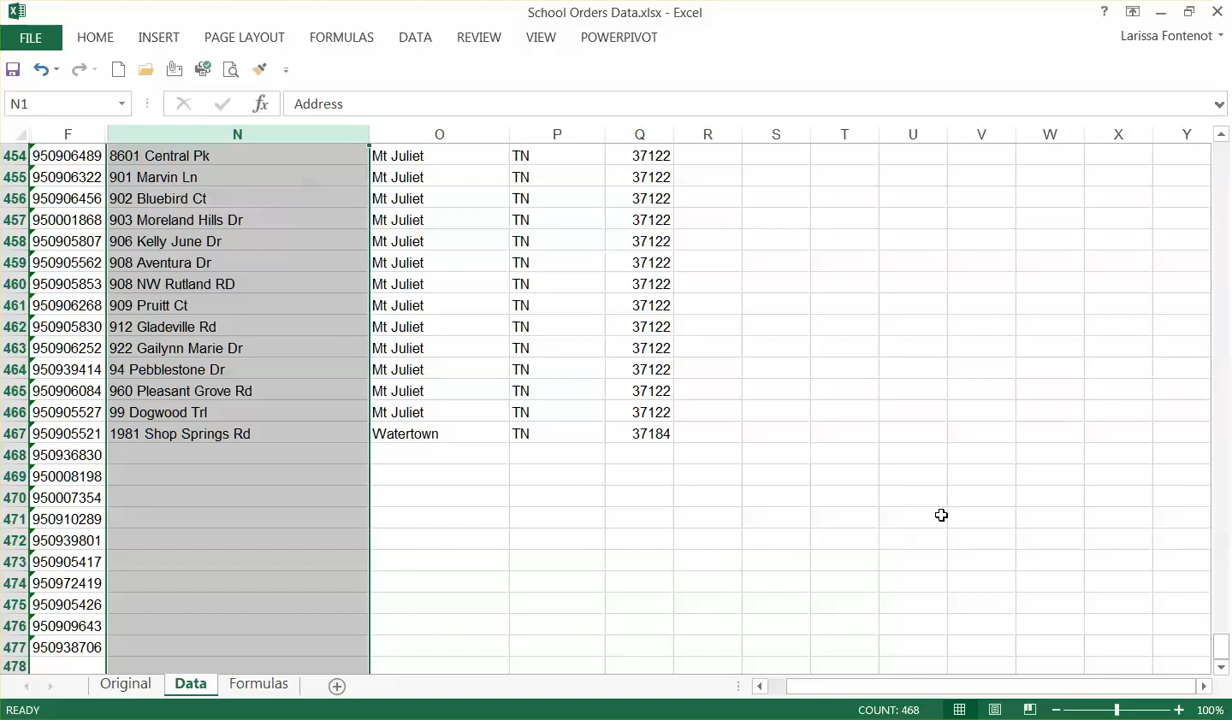 School Orders Data.xlsx - Excel
?
FILE HOME INSERT PAGE LAYOUT FORMULAS DATA REVIEW VIEW POWERPIVOT Larissa Fontenot
N1 fx Address
F N O P Q R S T U V W X Y
454 950906489 8601 Central Pk Mt Juliet TN 37122
455 950906322 901 Marvin Ln Mt Juliet TN 37122
456 950906456 902 Bluebird Ct Mt Juliet TN 37122
457 950001868 903 Moreland Hills Dr Mt Juliet TN 37122
458 950905807 906 Kelly June Dr Mt Juliet TN 37122
459 950905562 908 Aventura Dr Mt Juliet TN 37122
460 950905853 908 NW Rutland RD Mt Juliet TN 37122
461 950906268 909 Pruitt Ct Mt Juliet TN 37122
462 950905830 912 Gladeville Rd Mt Juliet TN 37122
463 950906252 922 Gailynn Marie Dr Mt Juliet TN 37122
464 950939414 94 Pebblestone Dr Mt Juliet TN 37122
465 950906084 960 Pleasant Grove Rd Mt Juliet TN 37122
466 950905527 99 Dogwood Trl Mt Juliet TN 37122
467 950905521 1981 Shop Springs Rd Watertown TN 37184
468 950936830
469 950008198
470 950007354
471 950910289
472 950939801
473 950905417
474 950972419
475 950905426
476 950909643
477 950938706
478
Original Data Formulas
READY COUNT: 468 100%